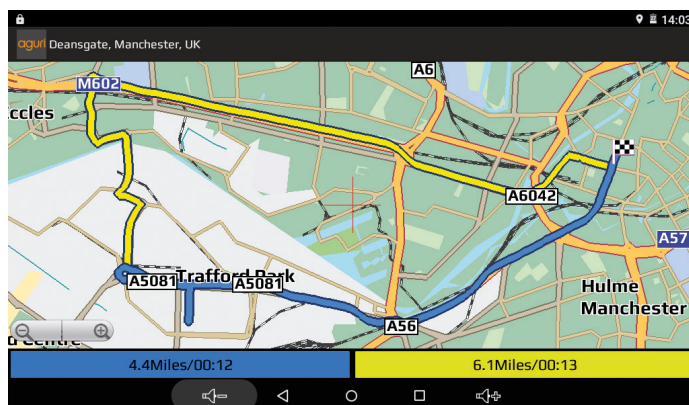 14:03
aguri Deansgate, Manchester, UK
M602
A6
ccles
A6042
A57
A5081
Trafford Park
A5081
Hulme
Manchester
A56
d Centre
4.4Miles/00:12
6.1Miles/00:13